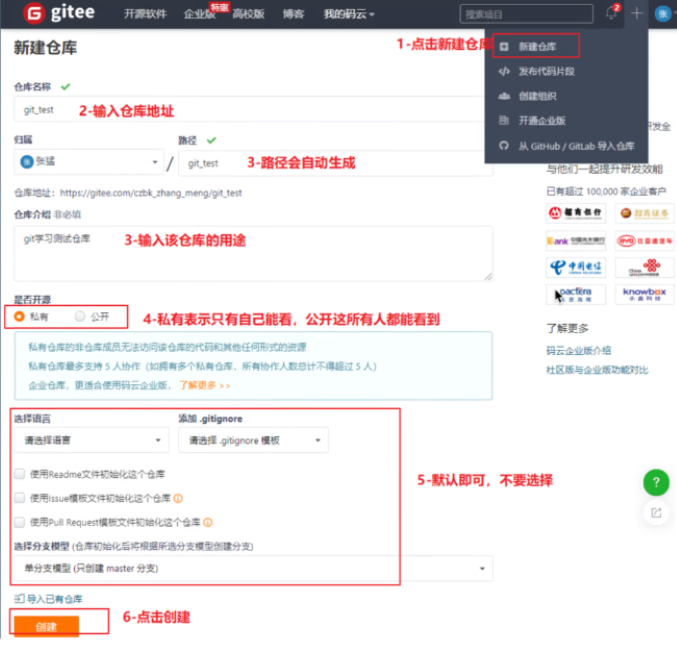 gitee 开源软件 企业版 特惠 高校版 博客 我的码云 搜索项目 2 张
1-点击新建仓库
新建仓库
发布代码片段
创建组织
开通企业版
从 GitHub / GitLab 导入仓库
新建仓库
仓库名称
git_test
2-输入仓库地址
归属 路径
张 张猛 / git_test
3-路径会自动生成
仓库地址：https://gitee.com/czbk_zhang_meng/git_test
仓库介绍 非必填
git学习测试仓库
3-输入该仓库的用途
是否开源
私有 公开
4-私有表示只有自己能看，公开这所有人都能看到
私有仓库的非仓库成员无法访问该仓库的代码和其他任何形式的资源
私有仓库最多支持 5 人协作（如拥有多个私有仓库，所有协作人数总计不得超过 5 人）
企业仓库，更适合使用码云企业版，了解更多 >>
选择语言 添加 .gitignore
请选择语言 请选择 .gitignore 模板
使用Readme文件初始化这个仓库
使用Issue模板文件初始化这个仓库
使用Pull Request模板文件初始化这个仓库
5-默认即可，不要选择
选择分支模型 (仓库初始化后将根据所选分支模型创建分支)
单分支模型 (只创建 master 分支)
导入已有仓库
创建
6-点击创建
研发全
与他们一起提升研发效能
已有超过 100,000 家企业客户
招商银行 招商证券
Bank 中国光大银行 BYD 比亚迪汽车
中国电信
pactera knowbox
小盒科技
了解更多
码云企业版介绍
社区版与企业版功能对比
?